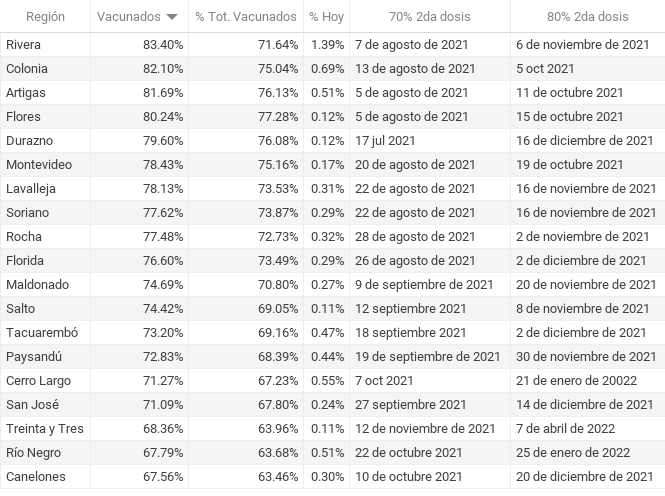 Región Vacunados % Tot. Vacunados % Hoy 70% 2da dosis 80% 2da dosis
Rivera 83.40% 71.64% 1.39% 7 de agosto de 2021 6 de noviembre de 2021
Colonia 82.10% 75.04% 0.69% 13 de agosto de 2021 5 oct 2021
Artigas 81.69% 76.13% 0.51% 5 de agosto de 2021 11 de octubre de 2021
Flores 80.24% 77.28% 0.12% 5 de agosto de 2021 15 de octubre de 2021
Durazno 79.60% 76.08% 0.12% 17 jul 2021 16 de diciembre de 2021
Montevideo 78.43% 75.16% 0.17% 20 de agosto de 2021 19 de octubre de 2021
Lavalleja 78.13% 73.53% 0.31% 22 de agosto de 2021 16 de noviembre de 2021
Soriano 77.62% 73.87% 0.29% 22 de agosto de 2021 16 de noviembre de 2021
Rocha 77.48% 72.73% 0.32% 28 de agosto de 2021 2 de noviembre de 2021
Florida 76.60% 73.49% 0.29% 26 de agosto de 2021 2 de diciembre de 2021
Maldonado 74.69% 70.80% 0.27% 9 de septiembre de 2021 20 de noviembre de 2021
Salto 74.42% 69.05% 0.11% 12 septiembre 2021 8 de noviembre de 2021
Tacuarembó 73.20% 69.16% 0.47% 18 septiembre 2021 2 de diciembre de 2021
Paysandú 72.83% 68.39% 0.44% 19 de septiembre de 2021 30 de noviembre de 2021
Cerro Largo 71.27% 67.23% 0.55% 7 oct 2021 21 de enero de 20022
San José 71.09% 67.80% 0.24% 27 septiembre 2021 14 de diciembre de 2021
Treinta y Tres 68.36% 63.96% 0.11% 12 de noviembre de 2021 7 de abril de 2022
Río Negro 67.79% 63.68% 0.51% 22 de octubre 2021 25 de enero de 2022
Canelones 67.56% 63.46% 0.30% 10 de octubre 2021 20 de diciembre de 2021